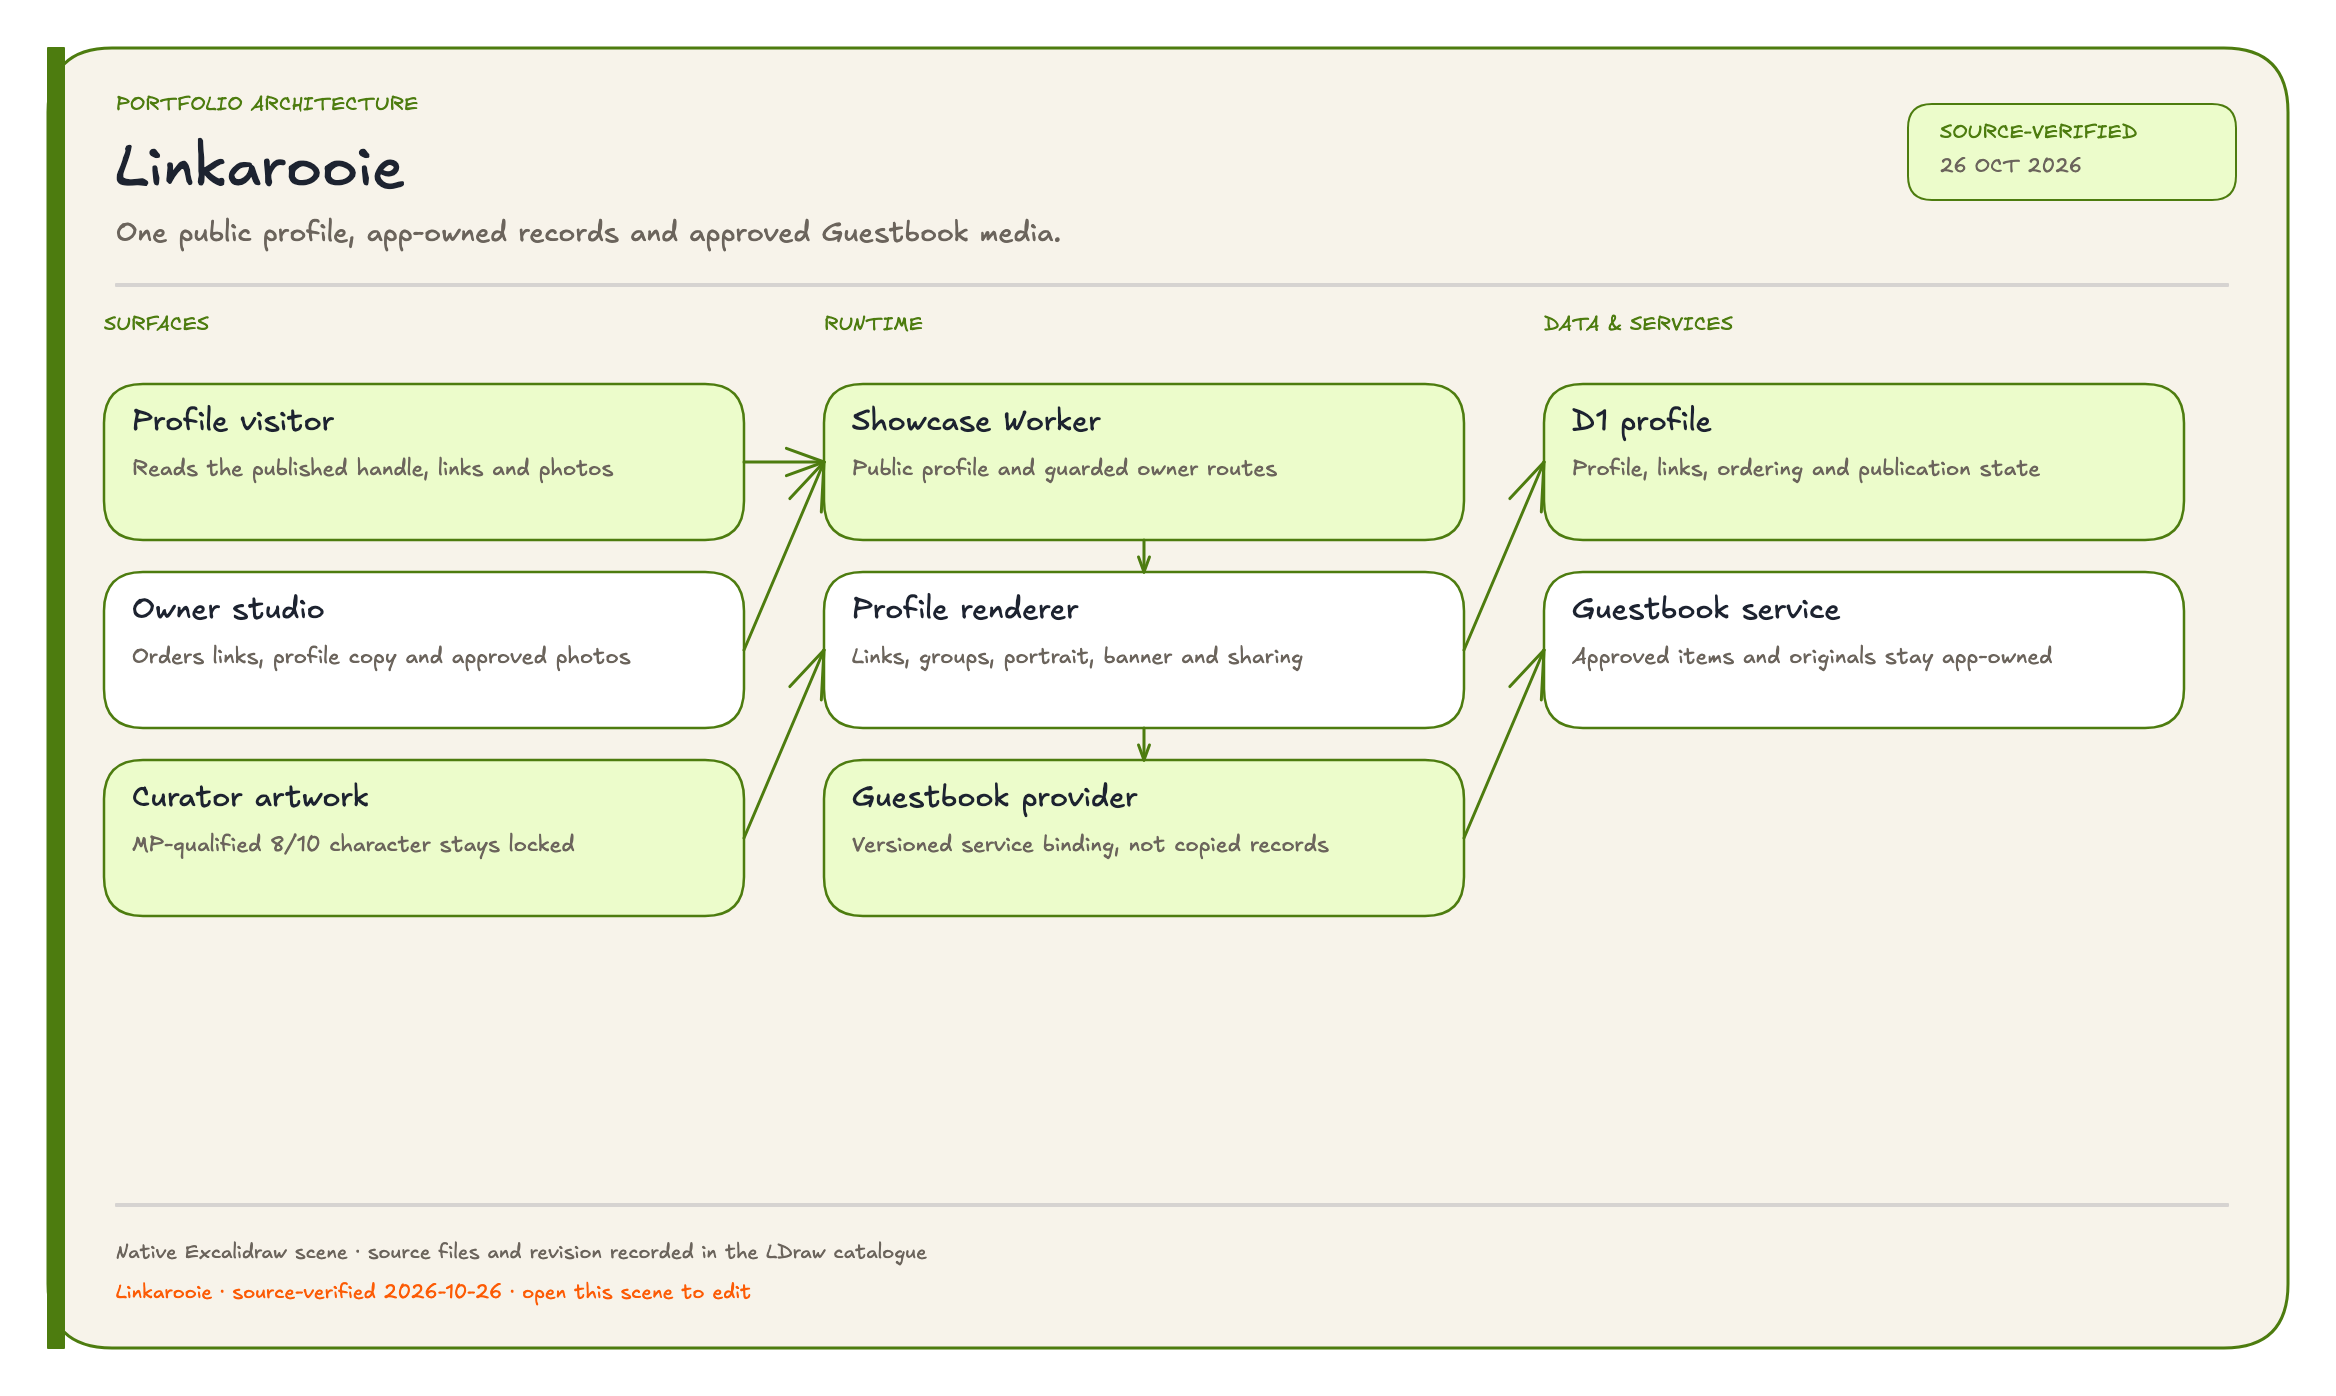 PORTFOLIO ARCHITECTURE
Linkarooie
One public profile, app-owned records and approved Guestbook media.
SOURCE-VERIFIED
26 OCT 2026
SURFACES
RUNTIME
DATA & SERVICES
Profile visitor
Reads the published handle, links and photos
Showcase Worker
Public profile and guarded owner routes
D1 profile
Profile, links, ordering and publication state
Owner studio
Orders links, profile copy and approved photos
Profile renderer
Links, groups, portrait, banner and sharing
Guestbook service
Approved items and originals stay app-owned
Curator artwork
MP-qualified 8/10 character stays locked
Guestbook provider
Versioned service binding, not copied records
Native Excalidraw scene · source files and revision recorded in the LDraw catalogue
Linkarooie · source-verified 2026-10-26 · open this scene to edit